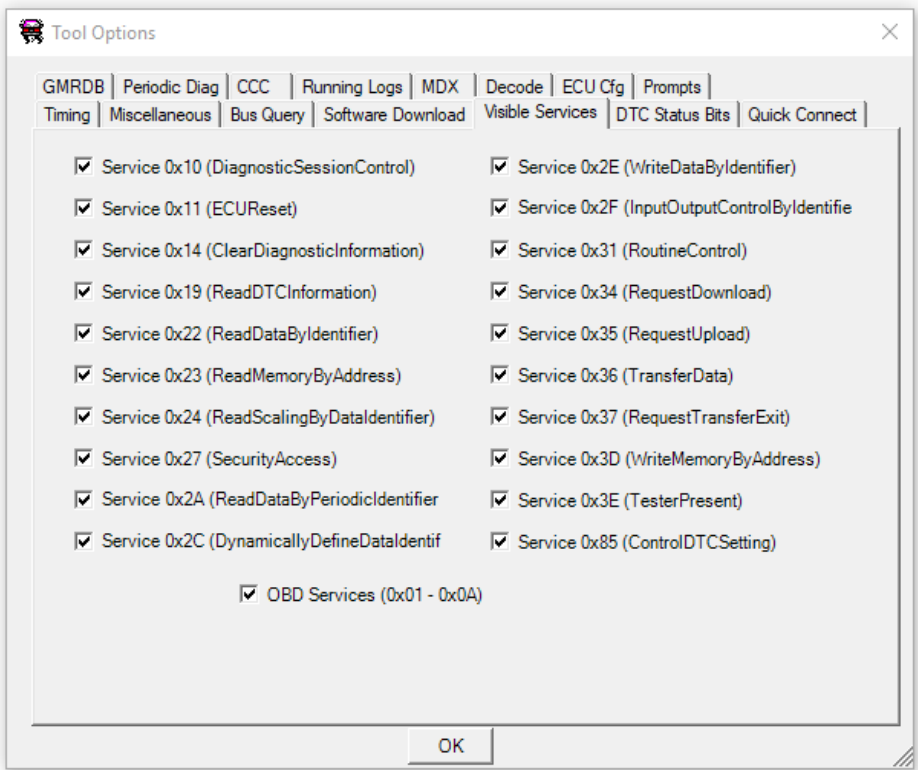 Tool Options
GMRDB Periodic Diag CCC Running Logs MDX Decode ECU Cfg Prompts
Timing Miscellaneous Bus Query Software Download Visible Services DTC Status Bits Quick Connect
Service 0x10 (DiagnosticSessionControl)
Service 0x11 (ECUReset)
Service 0x14 (ClearDiagnosticInformation)
Service 0x19 (ReadDTCInformation)
Service 0x22 (ReadDataByIdentifier)
Service 0x23 (ReadMemoryByAddress)
Service 0x24 (ReadScalingByDataIdentifier)
Service 0x27 (SecurityAccess)
Service 0x2A (ReadDataByPeriodicIdentifier
Service 0x2C (DynamicallyDefineDataIdentif
Service 0x2E (WriteDataByIdentifier)
Service 0x2F (InputOutputControlByIdentifie
Service 0x31 (RoutineControl)
Service 0x34 (RequestDownload)
Service 0x35 (RequestUpload)
Service 0x36 (TransferData)
Service 0x37 (RequestTransferExit)
Service 0x3D (WriteMemoryByAddress)
Service 0x3E (TesterPresent)
Service 0x85 (ControlDTCSetting)
OBD Services (0x01 - 0x0A)
OK